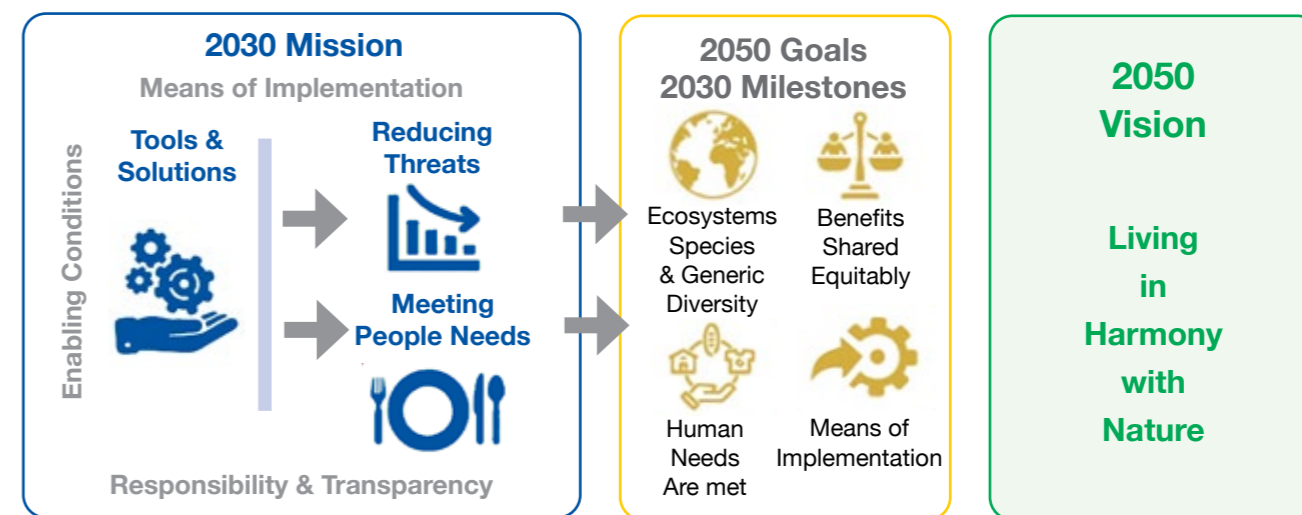 2030 Mission
Means of Implementation
Enabling Conditions
Tools &
Solutions
Reducing
Threats
Meeting
People Needs
Responsibility & Transparency
2050 Goals
2030 Milestones
Ecosystems
Species
& Generic
Diversity
Benefits
Shared
Equitably
Human
Needs
Are met
Means of
Implementation
2050
Vision
Living
in
Harmony
with
Nature